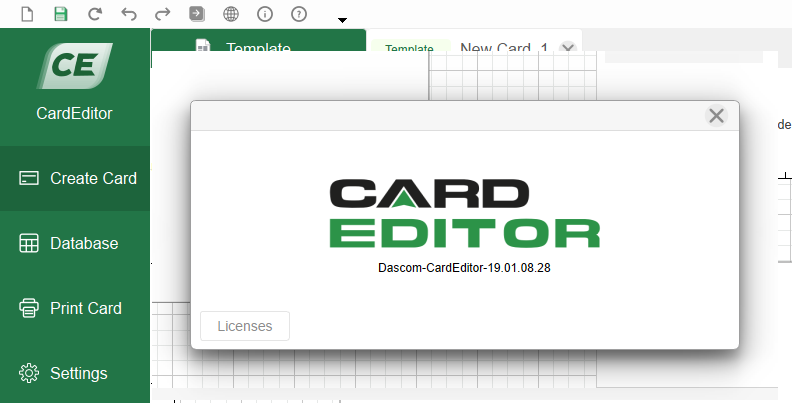 Template
Template
New Card_1
CE
CardEditor
de
Create Card
CARD
EDITOR
Database
Dascom-CardEditor-19.01.08.28
Print Card
Licenses
Settings